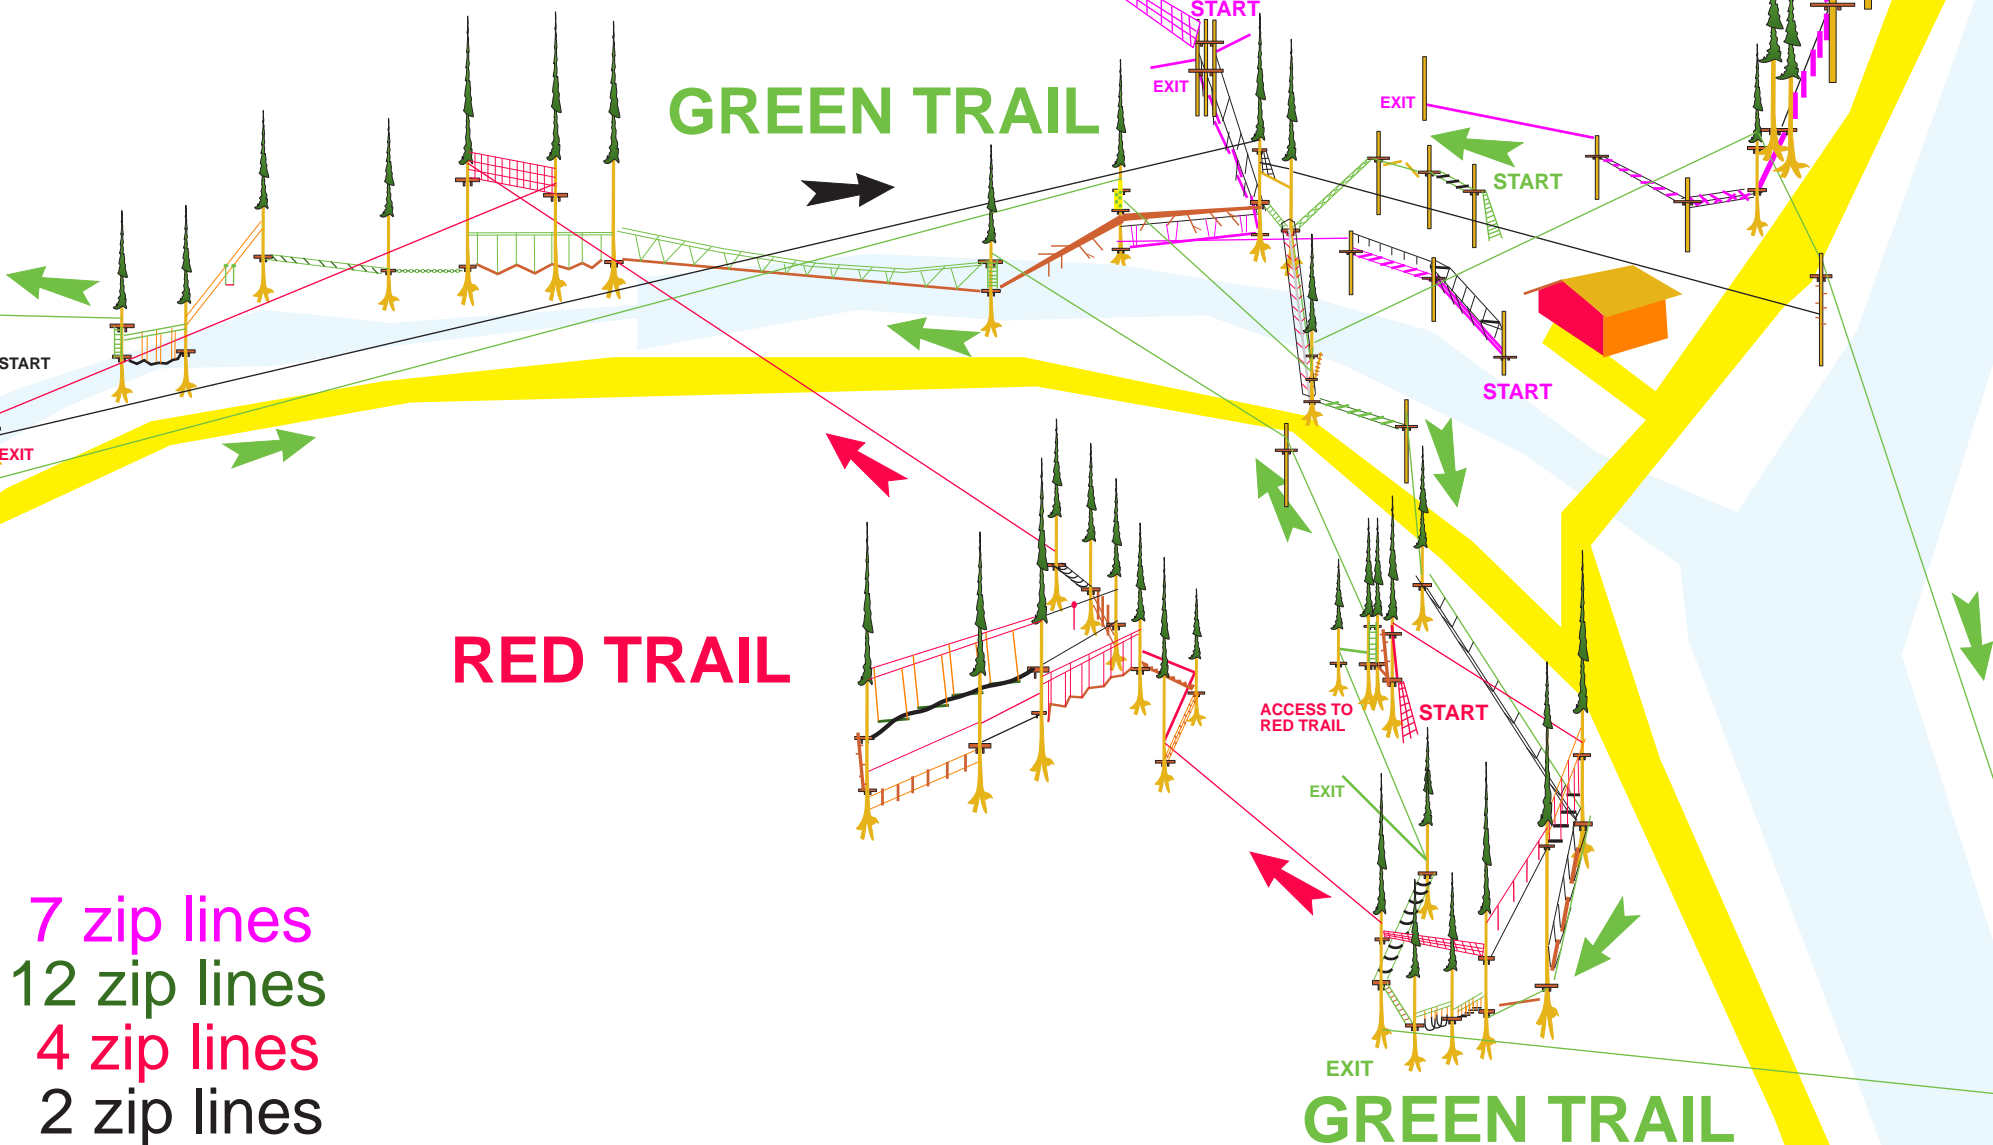 START
EXIT
GREEN TRAIL
EXIT
START
START
START
EXIT
RED TRAIL
ACCESS TO
RED TRAIL
START
EXIT
7 zip lines
12 zip lines
4 zip lines
2 zip lines
EXIT
GREEN TRAIL